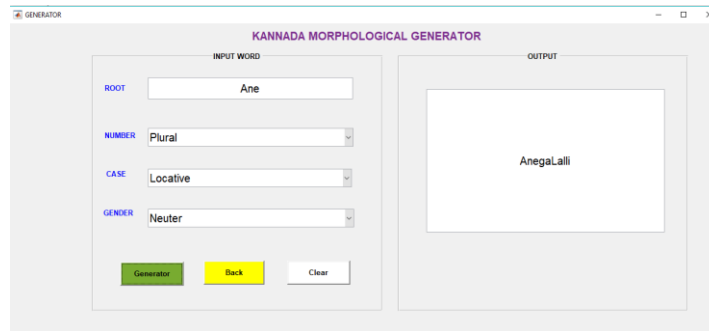 GENERATOR
KANNADA MORPHOLOGICAL GENERATOR
INPUT WORD
ROOT Ane
NUMBER Plural
CASE Locative
GENDER Neuter
Generator Back Clear
OUTPUT
AnegaLalli